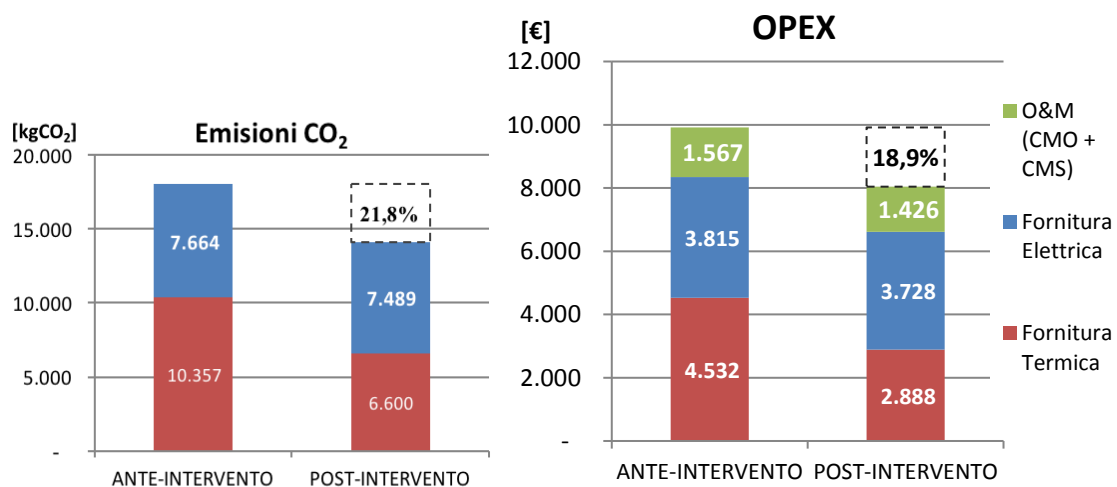 [kgCO₂]
Emisioni CO₂
20.000
15.000
10.000
5.000
-
7.664
10.357
21,8%
7.489
6.600
ANTE-INTERVENTO
POST-INTERVENTO
[€]
OPEX
12.000
10.000
8.000
6.000
4.000
2.000
-
1.567
3.815
4.532
18,9%
1.426
3.728
2.888
ANTE-INTERVENTO
POST-INTERVENTO
O&M
(CMO +
CMS)
Fornitura
Elettrica
Fornitura
Termica